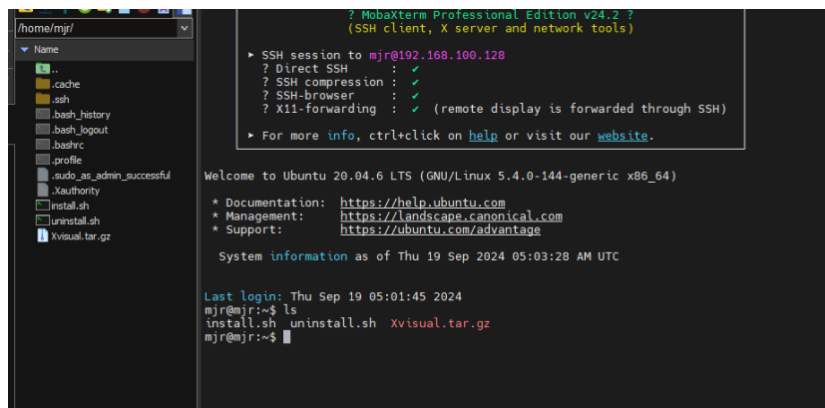 /home/mjr/
Name
..
.cache
.ssh
.bash_history
.bash_logout
.bashrc
.profile
.sudo_as_admin_successful
.Xauthority
install.sh
uninstall.sh
Xvisual.tar.gz
? MobaXterm Professional Edition v24.2 ?
(SSH client, X server and network tools)
► SSH session to mjr@192.168.100.128
? Direct SSH : ✔
? SSH compression : ✔
? SSH-browser : ✔
? X11-forwarding : ✔ (remote display is forwarded through SSH)
► For more info, ctrl+click on help or visit our website.
Welcome to Ubuntu 20.04.6 LTS (GNU/Linux 5.4.0-144-generic x86_64)
* Documentation: https://help.ubuntu.com
* Management: https://landscape.canonical.com
* Support: https://ubuntu.com/advantage
System information as of Thu 19 Sep 2024 05:03:28 AM UTC
Last login: Thu Sep 19 05:01:45 2024
mjr@mjr:~$ ls
install.sh uninstall.sh Xvisual.tar.gz
mjr@mjr:~$